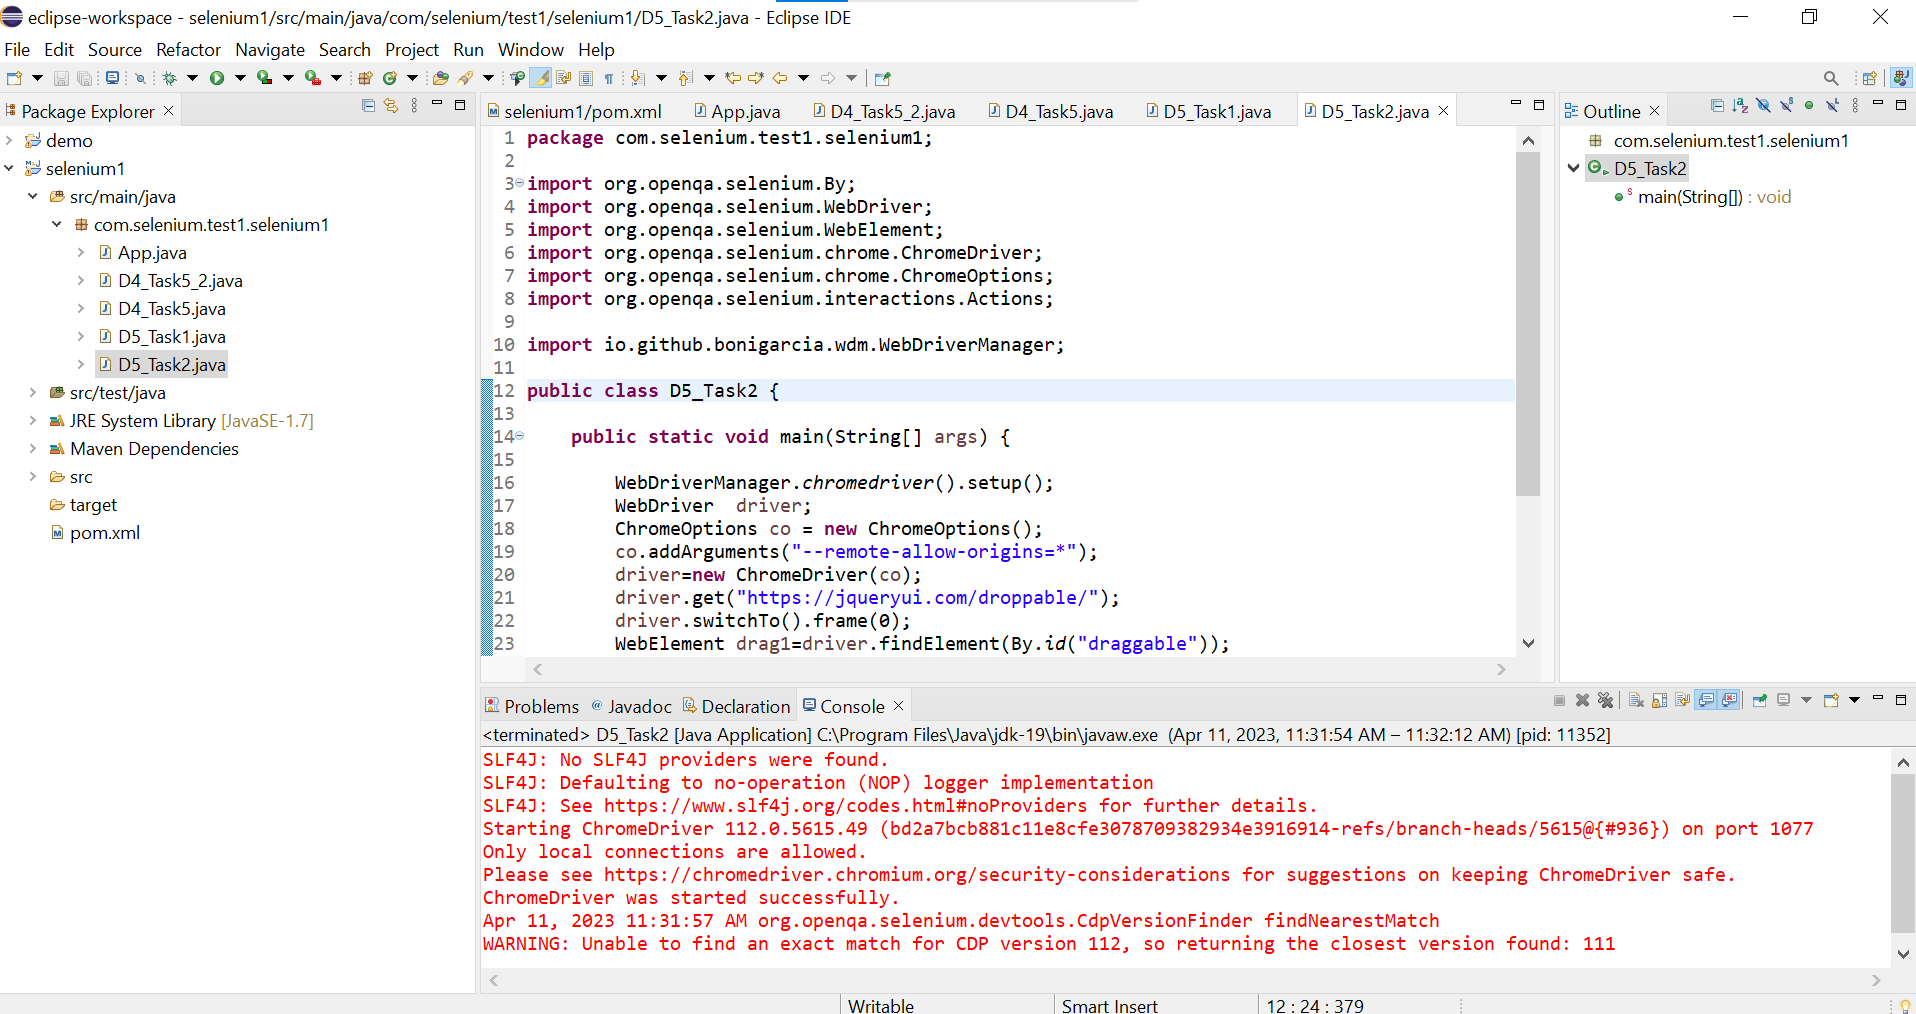 eclipse-workspace - selenium1/src/main/java/com/selenium/test1/selenium1/D5_Task2.java - Eclipse IDE
File Edit Source Refactor Navigate Search Project Run Window Help
Package Explorer
demo
selenium1
src/main/java
com.selenium.test1.selenium1
App.java
D4_Task5_2.java
D4_Task5.java
D5_Task1.java
D5_Task2.java
src/test/java
JRE System Library [JavaSE-1.7]
Maven Dependencies
src
target
pom.xml
selenium1/pom.xml App.java D4_Task5_2.java D4_Task5.java D5_Task1.java D5_Task2.java
1 package com.selenium.test1.selenium1;
2
3 import org.openqa.selenium.By;
4 import org.openqa.selenium.WebDriver;
5 import org.openqa.selenium.WebElement;
6 import org.openqa.selenium.chrome.ChromeDriver;
7 import org.openqa.selenium.chrome.ChromeOptions;
8 import org.openqa.selenium.interactions.Actions;
9
10 import io.github.bonigarcia.wdm.WebDriverManager;
11
12 public class D5_Task2 {
13
14 public static void main(String[] args) {
15
16 WebDriverManager.chromedriver().setup();
17 WebDriver  driver;
18 ChromeOptions co = new ChromeOptions();
19 co.addArguments("--remote-allow-origins=*");
20 driver=new ChromeDriver(co);
21 driver.get("https://jqueryui.com/droppable/");
22 driver.switchTo().frame(0);
23 WebElement drag1=driver.findElement(By.id("draggable"));
Outline
com.selenium.test1.selenium1
D5_Task2
main(String[]) : void
Problems @ Javadoc Declaration Console
<terminated> D5_Task2 [Java Application] C:\Program Files\Java\jdk-19\bin\javaw.exe (Apr 11, 2023, 11:31:54 AM – 11:32:12 AM) [pid: 11352]
SLF4J: No SLF4J providers were found.
SLF4J: Defaulting to no-operation (NOP) logger implementation
SLF4J: See https://www.slf4j.org/codes.html#noProviders for further details.
Starting ChromeDriver 112.0.5615.49 (bd2a7bcb881c11e8cfe3078709382934e3916914-refs/branch-heads/5615@{#936}) on port 1077
Only local connections are allowed.
Please see https://chromedriver.chromium.org/security-considerations for suggestions on keeping ChromeDriver safe.
ChromeDriver was started successfully.
Apr 11, 2023 11:31:57 AM org.openqa.selenium.devtools.CdpVersionFinder findNearestMatch
WARNING: Unable to find an exact match for CDP version 112, so returning the closest version found: 111
Writable Smart Insert 12 : 24 : 379